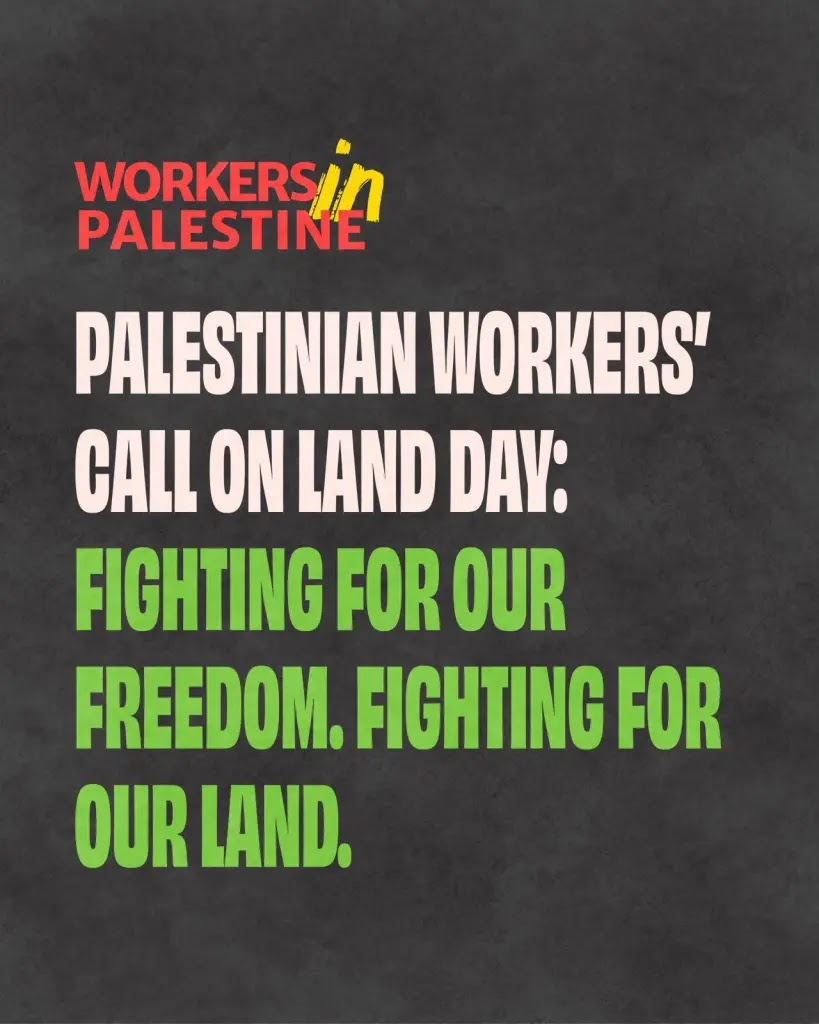 WORKERS in
PALESTINE
PALESTINIAN WORKERS'
CALL ON LAND DAY:
FIGHTING FOR OUR
FREEDOM. FIGHTING FOR
OUR LAND.